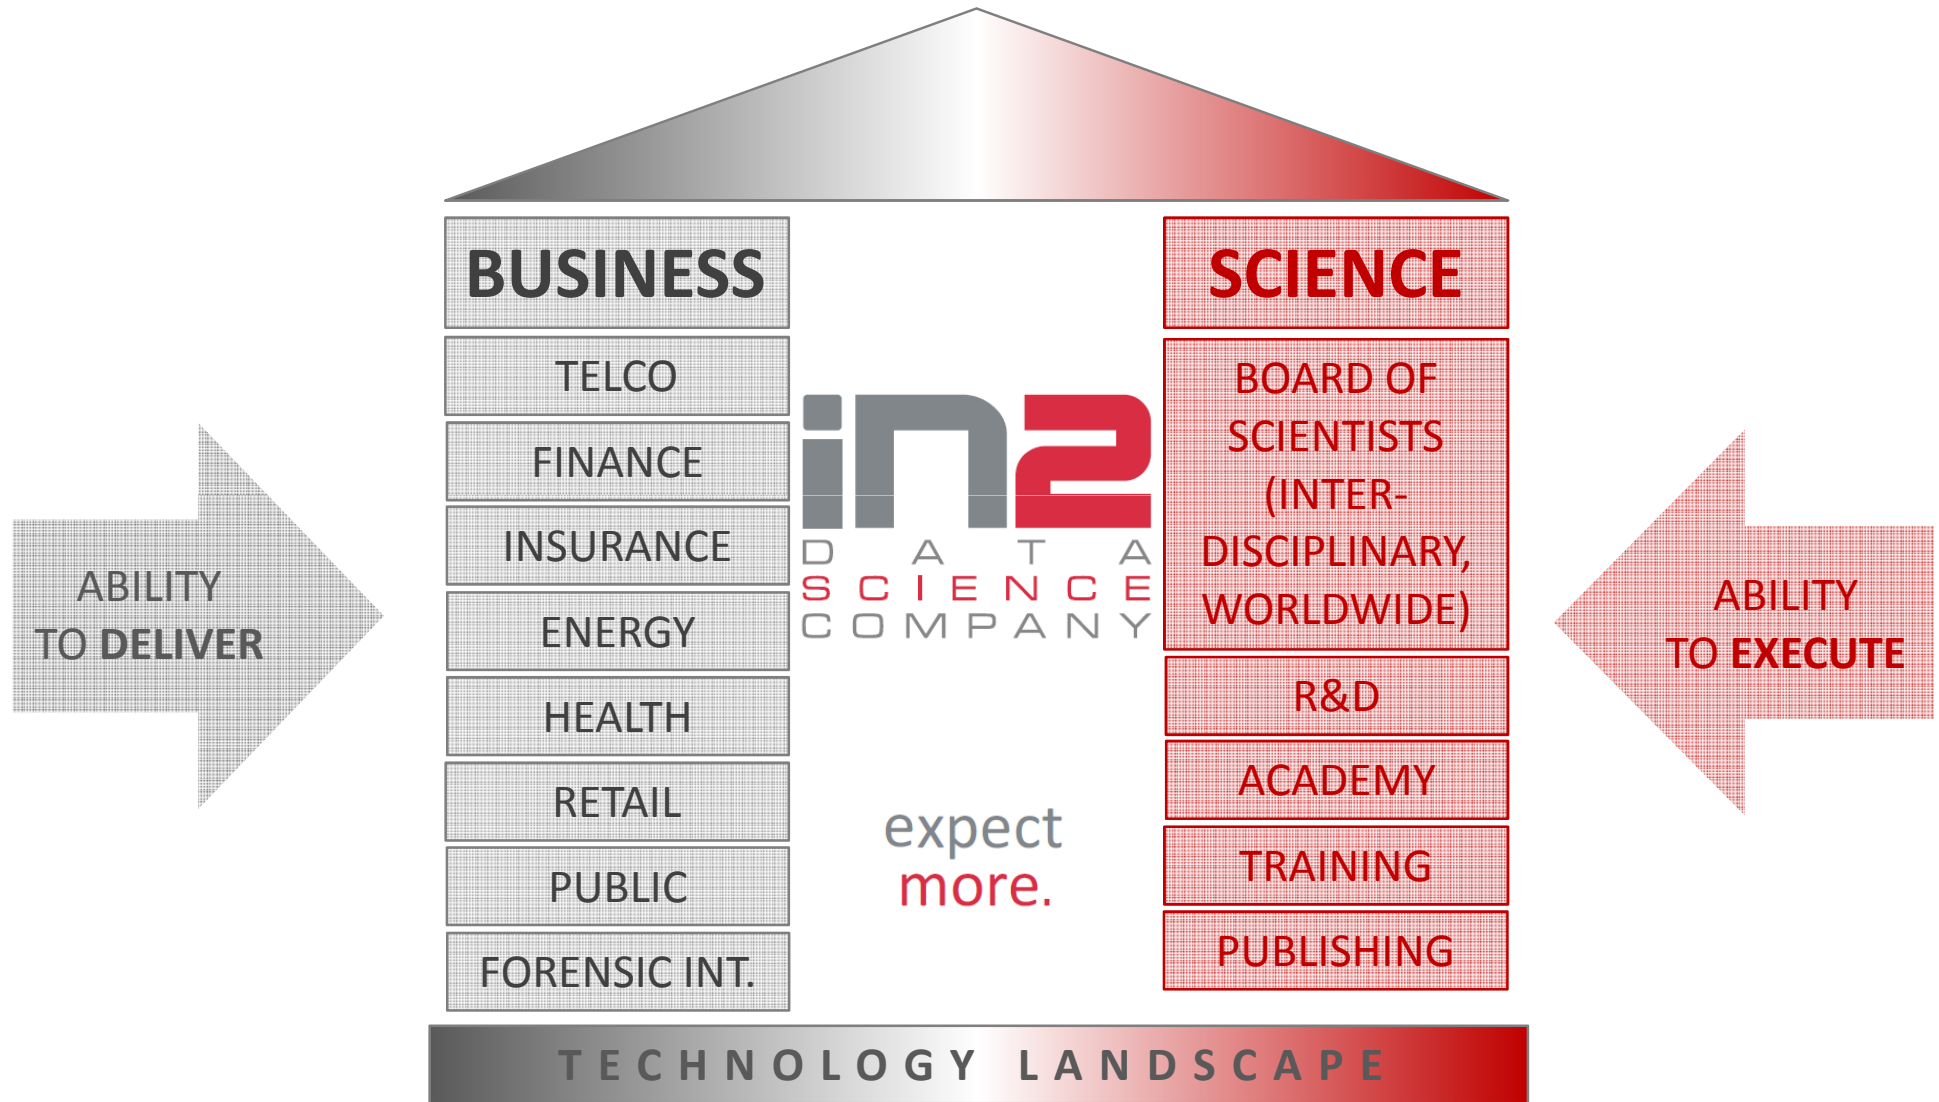 BUSINESS
TELCO
FINANCE
INSURANCE
ENERGY
HEALTH
RETAIL
PUBLIC
FORENSIC INT.
ABILITY
TO DELIVER
in2
DATA
SCIENCE
COMPANY
expect
more.
SCIENCE
BOARD OF
SCIENTISTS
(INTER-
DISCIPLINARY,
WORLDWIDE)
R&D
ACADEMY
TRAINING
PUBLISHING
ABILITY
TO EXECUTE
TECHNOLOGY LANDSCAPE